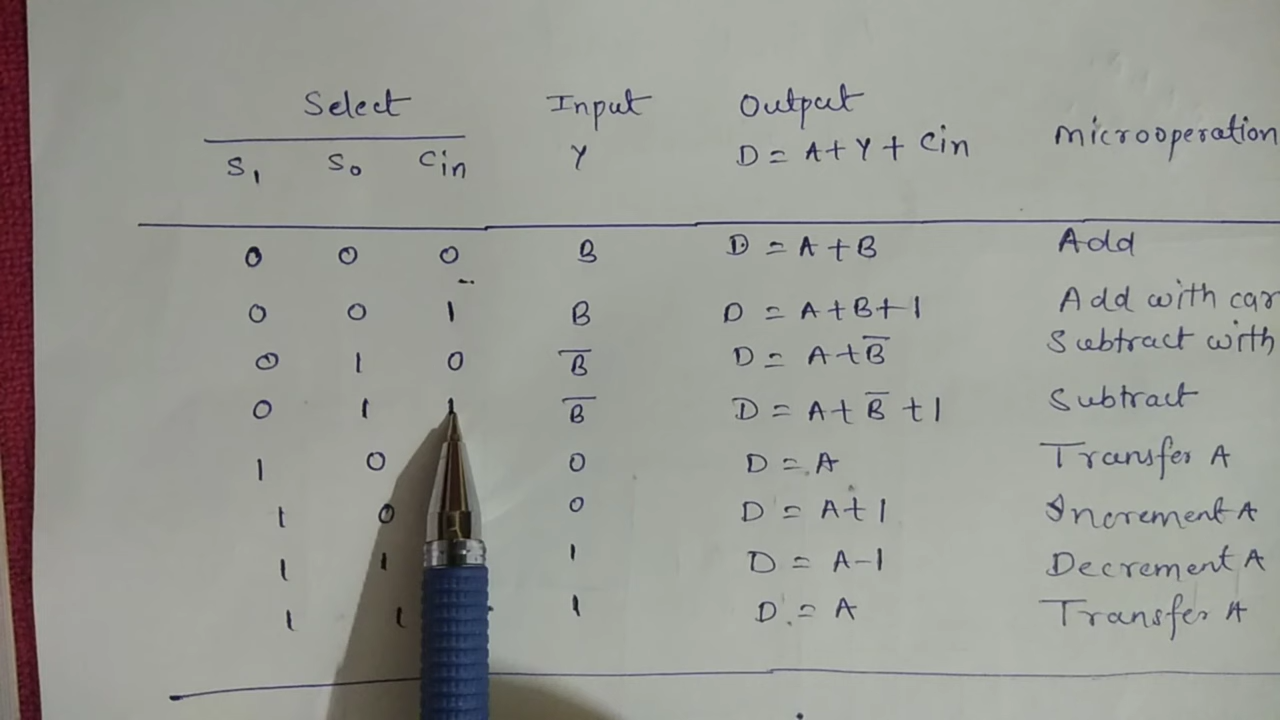 Select Input Output microoperation
S₁ S₀ Cin Y D = A + Y + Cin
0 0 0 B D = A + B Add
0 0 1 B D = A + B + 1 Add with car
0 1 0 B̅ D = A + B̅ Subtract with
0 1 1 B̅ D = A + B̅ + 1 Subtract
1 0 0 D = A Transfer A
1 0 0 D = A + 1 Increment A
1 1 1 D = A - 1 Decrement A
1 1 1 D = A Transfer A